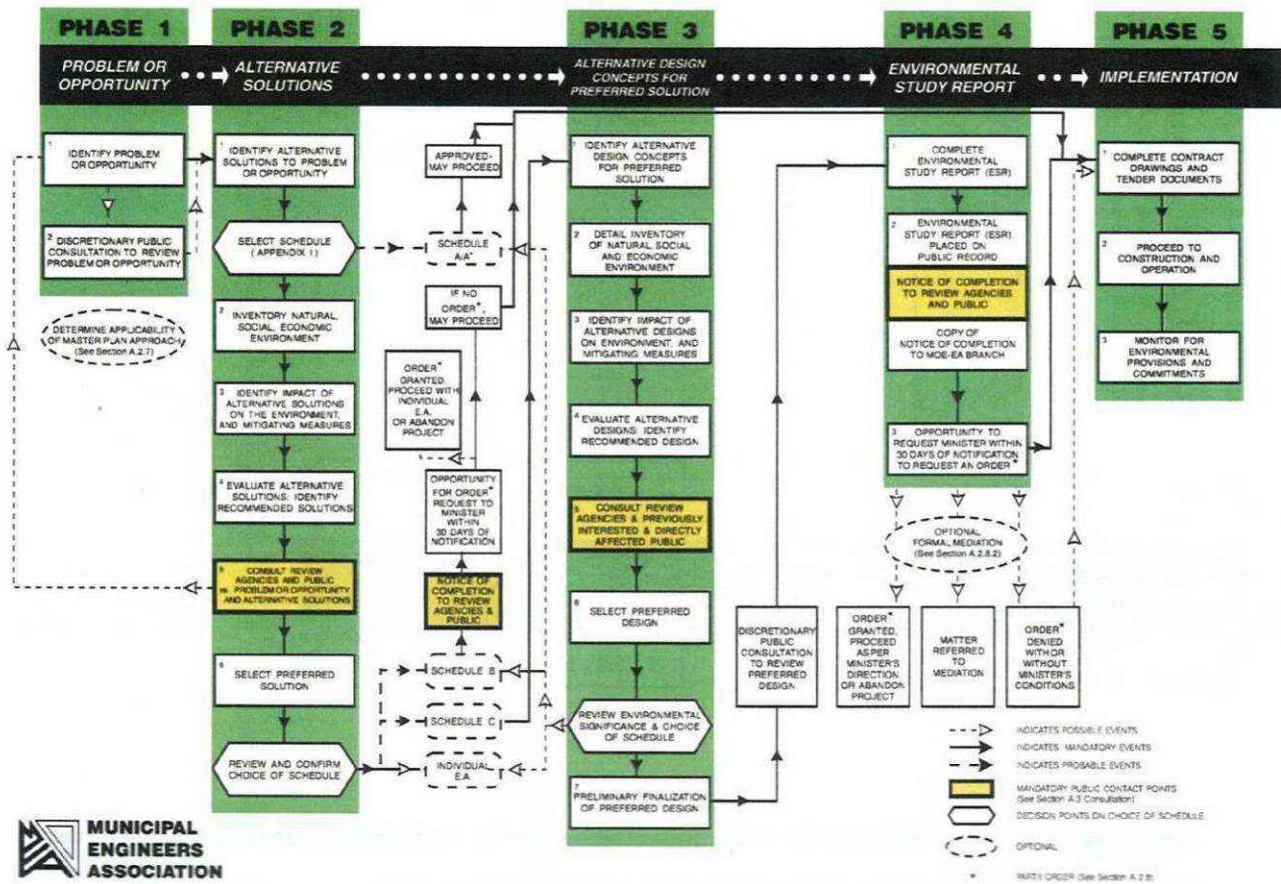 PHASE 1
PHASE 2
PHASE 3
PHASE 4
PHASE 5
PROBLEM OR
OPPORTUNITY
ALTERNATIVE
SOLUTIONS
ALTERNATIVE DESIGN
CONCEPTS FOR
PREFERRED SOLUTION
ENVIRONMENTAL
STUDY REPORT
IMPLEMENTATION
1
IDENTIFY PROBLEM
OR OPPORTUNITY
2
DISCRETIONARY PUBLIC
CONSULTATION TO REVIEW
PROBLEM OR OPPORTUNITY
DETERMINE APPLICABILITY
OF MASTER PLAN APPROACH
(See Section A.2.7)
1
IDENTIFY ALTERNATIVE
SOLUTIONS TO PROBLEM
OR OPPORTUNITY
SELECT SCHEDULE
(APPENDIX I)
2
INVENTORY NATURAL,
SOCIAL, ECONOMIC
ENVIRONMENT
3
IDENTIFY IMPACT OF
ALTERNATIVE SOLUTIONS
ON THE ENVIRONMENT,
AND MITIGATING MEASURES
4
EVALUATE ALTERNATIVE
SOLUTIONS: IDENTIFY
RECOMMENDED SOLUTIONS
5
CONSULT REVIEW
AGENCIES AND PUBLIC
re: PROBLEM OR OPPORTUNITY
AND ALTERNATIVE SOLUTIONS
6
SELECT PREFERRED
SOLUTION
REVIEW AND CONFIRM
CHOICE OF SCHEDULE
APPROVED-
MAY PROCEED
SCHEDULE
A/A+
IF NO
ORDER*,
MAY PROCEED
ORDER*
GRANTED,
PROCEED WITH
INDIVIDUAL
E.A.
OR ABANDON
PROJECT
OPPORTUNITY
FOR ORDER*
REQUEST TO
MINISTER
WITHIN
30 DAYS OF
NOTIFICATION
NOTICE OF
COMPLETION
TO REVIEW
AGENCIES &
PUBLIC
SCHEDULE B
SCHEDULE C
INDIVIDUAL
E.A.
1
IDENTIFY ALTERNATIVE
DESIGN CONCEPTS
FOR PREFERRED
SOLUTION
2
DETAIL INVENTORY
OF NATURAL, SOCIAL
AND ECONOMIC
ENVIRONMENT
3
IDENTIFY IMPACT OF
ALTERNATIVE DESIGNS
ON ENVIRONMENT, AND
MITIGATING MEASURES
4
EVALUATE ALTERNATIVE
DESIGNS: IDENTIFY
RECOMMENDED DESIGN
5
CONSULT REVIEW
AGENCIES & PREVIOUSLY
INTERESTED & DIRECTLY
AFFECTED PUBLIC
6
SELECT PREFERRED
DESIGN
REVIEW ENVIRONMENTAL
SIGNIFICANCE & CHOICE
OF SCHEDULE
7
PRELIMINARY FINALIZATION
OF PREFERRED DESIGN
DISCRETIONARY
PUBLIC
CONSULTATION
TO REVIEW
PREFERRED
DESIGN
1
COMPLETE
ENVIRONMENTAL
STUDY REPORT (ESR)
2
ENVIRONMENTAL
STUDY REPORT (ESR)
PLACED ON
PUBLIC RECORD
NOTICE OF COMPLETION
TO REVIEW AGENCIES
AND PUBLIC
COPY OF
NOTICE OF COMPLETION
TO MOE-EA BRANCH
3
OPPORTUNITY TO
REQUEST MINISTER WITHIN
30 DAYS OF NOTIFICATION
TO REQUEST AN ORDER*
OPTIONAL
FORMAL MEDIATION
(See Section A.2.8.2)
ORDER*
GRANTED,
PROCEED
AS PER
MINISTER'S
DIRECTION
OR ABANDON
PROJECT
MATTER
REFERRED
TO
MEDIATION
ORDER*
DENIED
WITH OR
WITHOUT
MINISTER'S
CONDITIONS
1
COMPLETE CONTRACT
DRAWINGS AND
TENDER DOCUMENTS
2
PROCEED TO
CONSTRUCTION AND
OPERATION
3
MONITOR FOR
ENVIRONMENTAL
PROVISIONS AND
COMMITMENTS
INDICATES POSSIBLE EVENTS
INDICATES MANDATORY EVENTS
INDICATES PROBABLE EVENTS
MANDATORY PUBLIC CONTACT POINTS
(See Section A.3 Consultation)
DECISION POINTS ON CHOICE OF SCHEDULE
OPTIONAL
* PART II ORDER (See Section A.2.8)
MUNICIPAL
ENGINEERS
ASSOCIATION